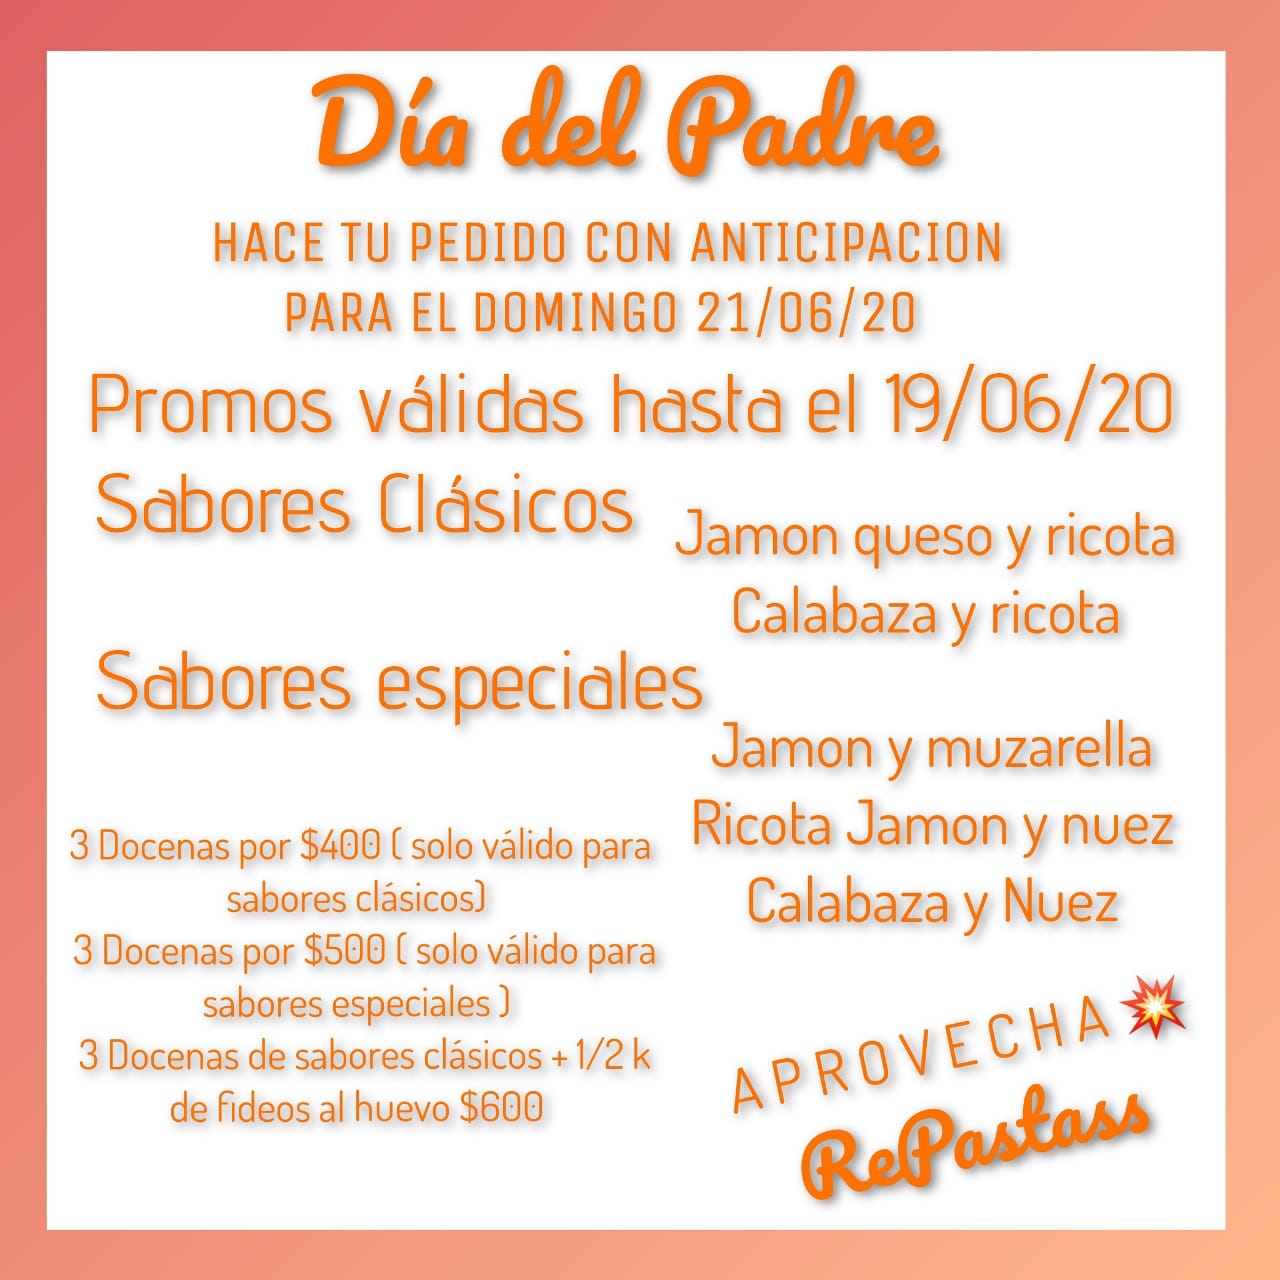 Día del Padre
HACE TU PEDIDO CON ANTICIPACION
PARA EL DOMINGO 21/06/20
Promos válidas hasta el 19/06/20
Sabores Clásicos
Jamon queso y ricota
Calabaza y ricota
Sabores especiales
Jamon y muzarella
Ricota Jamon y nuez
Calabaza y Nuez
3 Docenas por $400 ( solo válido para
sabores clásicos)
3 Docenas por $500 ( solo válido para
sabores especiales )
3 Docenas de sabores clásicos + 1/2 k
de fideos al huevo $600
APROVECHA💥
RePastass